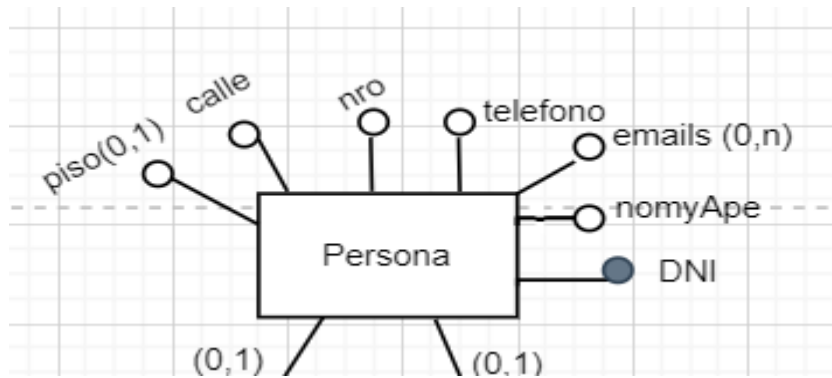 piso(0,1)
calle
nro
telefono
emails (0,n)
nomyApe
Persona
DNI
(0,1)
(0,1)